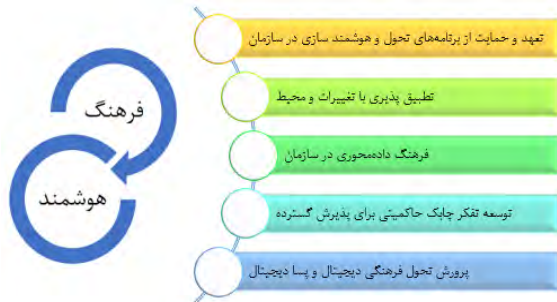 فرهنگ
هوشمند
تعهد و حمایت از برنامه‌های تحول و هوشمند سازی در سازمان
تطبیق پذیری با تغییرات و محیط
فرهنگ داده‌محوری در سازمان
توسعه تفکر چابک حاکمیتی برای پذیرش گسترده
پرورش تحول فرهنگی دیجیتال و پسا دیجیتال